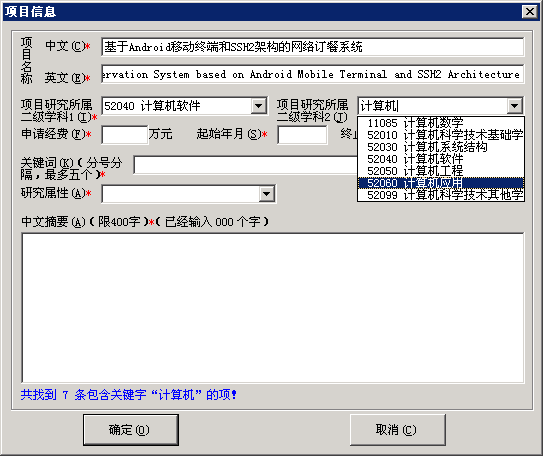 项目信息
项目名称
中文(C)* 基于Android移动终端和SSH2架构的网络订餐系统
英文(E)* ervation System based on Android Mobile Terminal and SSH2 Architecture
项目研究所属二级学科1(I)* 52040 计算机软件
项目研究所属二级学科2(I) 计算机
11085 计算机数学
52010 计算机科学技术基础学
52030 计算机系统结构
52040 计算机软件
52050 计算机工程
52060 计算机应用
52099 计算机科学技术其他学
申请经费(F)* 万元 起始年月(S)* 终止
关键词(K)(分号分隔,最多五个)*
研究属性(A)*
中文摘要(A)(限400字)*(已经输入 000 个字)
共找到 7 条包含关键字“计算机”的项!
确定(O) 取消(C)